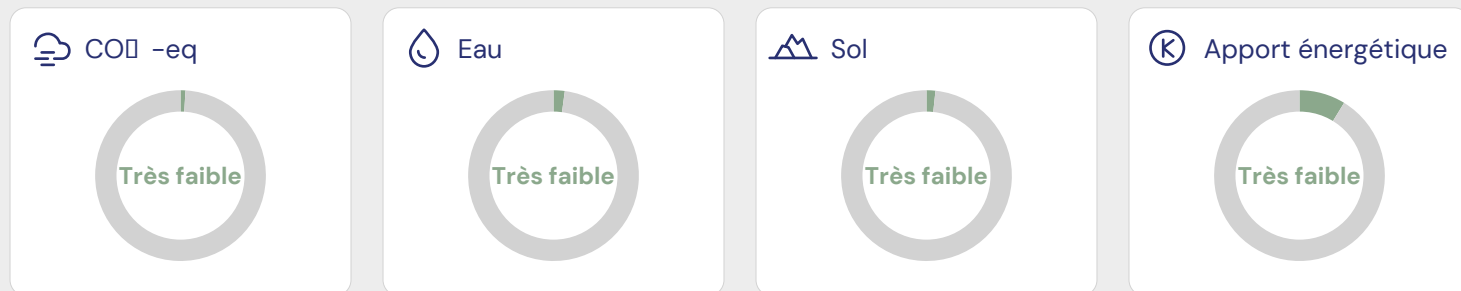 CO▯ -eq
Eau
Sol
Apport énergétique
Très faible
Très faible
Très faible
Très faible